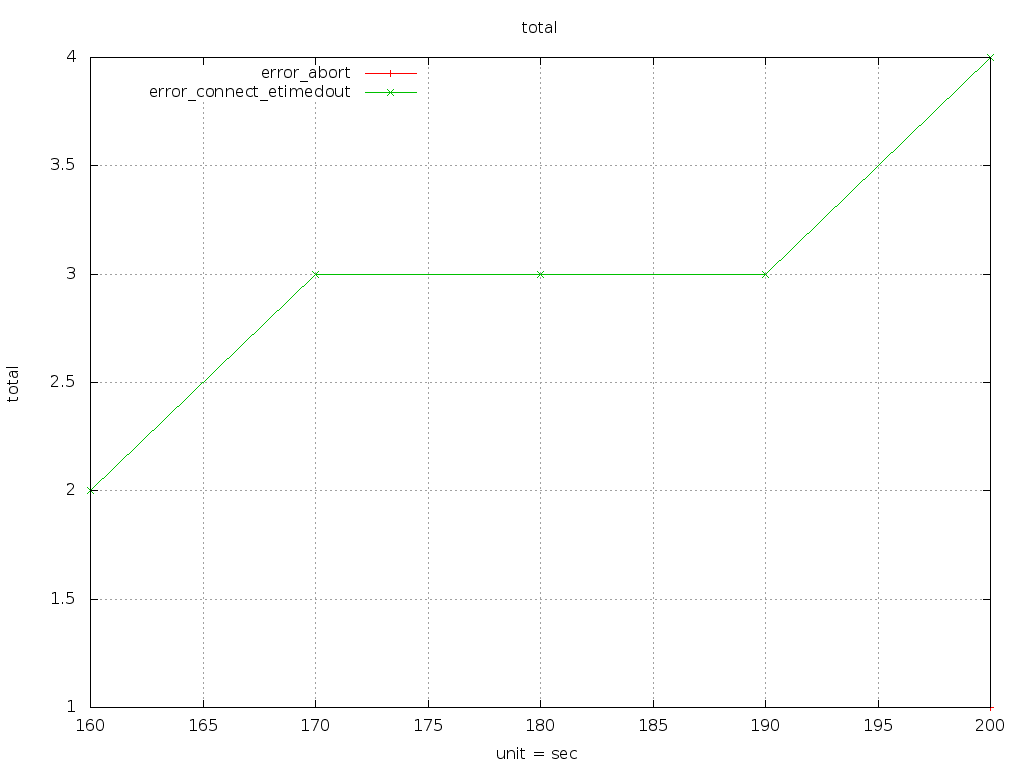 total
4
error_abort
error_connect_etimedout
3.5
3
2.5
total
2
1.5
1
160 165 170 175 180 185 190 195 200
unit = sec